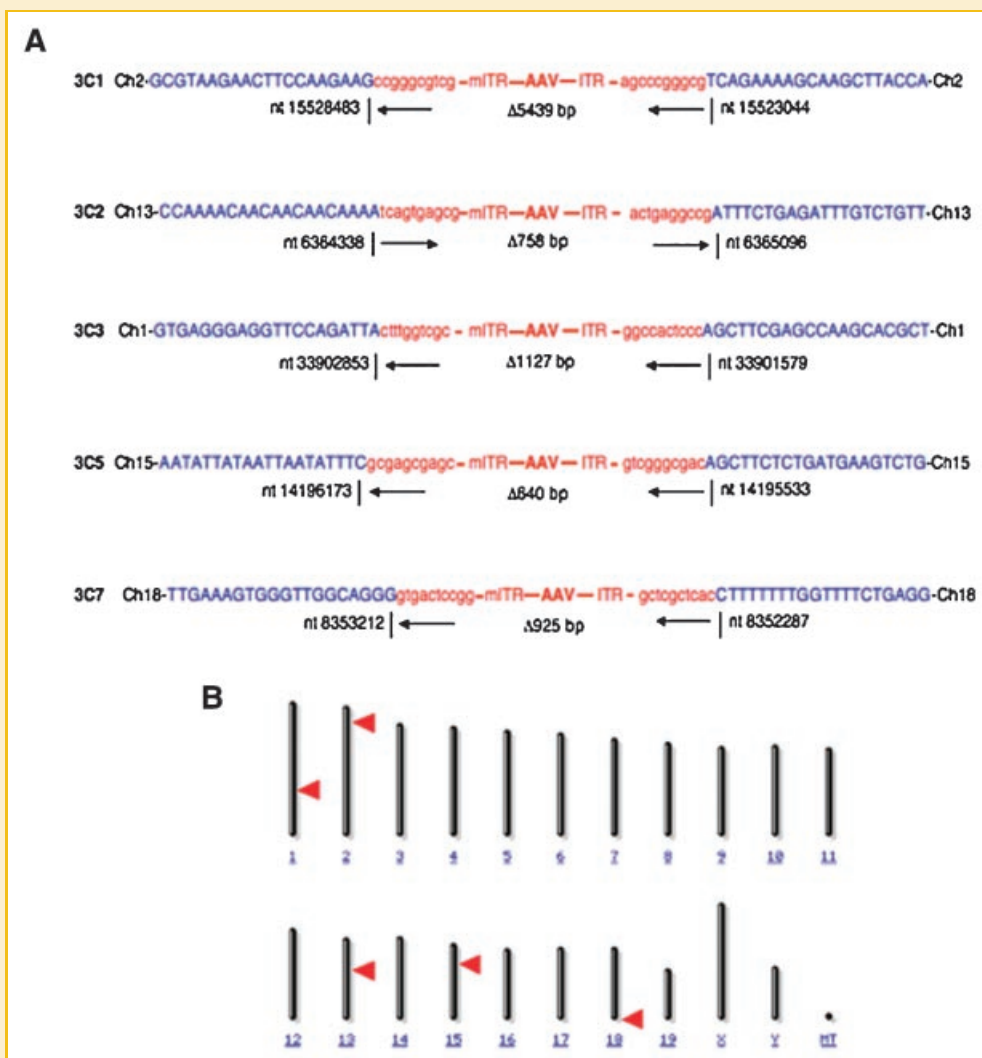 A
3C1 Ch2-GCGTAAGAACTTCCAAGAAGccgggcgtcg-mITR-AAV-ITR-agcccgggcgTCAGAAAAGCAAGCTTACCA-Ch2
nt 15528483 Δ5439 bp nt 15523044
3C2 Ch13-CCAAAACAACAACAACAAAAtcagtgagcg-mITR-AAV-ITR-actgaggccgATTTCTGAGATTTGTCTGTT-Ch13
nt 6364338 Δ758 bp nt 6365096
3C3 Ch1-GTGAGGGAGGTTCCAGATTActttggtcgc-mITR-AAV-ITR-ggccactcccAGCTTCGAGCCAAGCACGCT-Ch1
nt 33902853 Δ1127 bp nt 33901579
3C5 Ch15-AATATTATAATTAATATTTCgcgagcgagc-mITR-AAV-ITR-gtcgggcgacAGCTTCTCTGATGAAGTCTG-Ch15
nt 14196173 Δ640 bp nt 14195533
3C7 Ch18-TTGAAAGTGGGTTGGCAGGGgtgactccgg-mITR-AAV-ITR-gctcgctcacCTTTTTTTGGTTTTCTGAGG-Ch18
nt 8353212 Δ925 bp nt 8352287
B
1 2 3 4 5 6 7 8 9 10 11
12 13 14 15 16 17 18 19 X Y MT